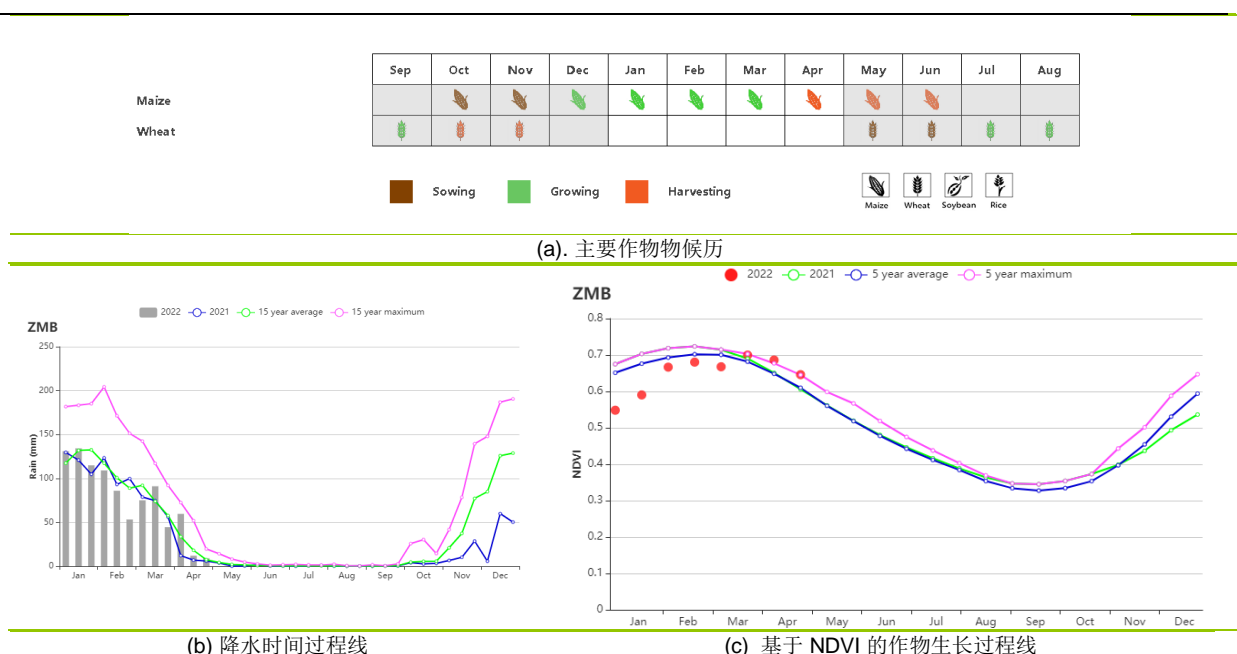 Sep Oct Nov Dec Jan Feb Mar Apr May Jun Jul Aug
Maize
Wheat
Sowing Growing Harvesting
Maize Wheat Soybean Rice
(a). 主要作物物候历
2022 2021 15 year average 15 year maximum
ZMB
Rain (mm)
250
200
150
100
50
0
Jan Feb Mar Apr May Jun Jul Aug Sep Oct Nov Dec
2022 2021 5 year average 5 year maximum
ZMB
NDVI
0.8
0.7
0.6
0.5
0.4
0.3
0.2
0.1
0
Jan Feb Mar Apr May Jun Jul Aug Sep Oct Nov Dec
(b) 降水时间过程线
(c) 基于 NDVI 的作物生长过程线